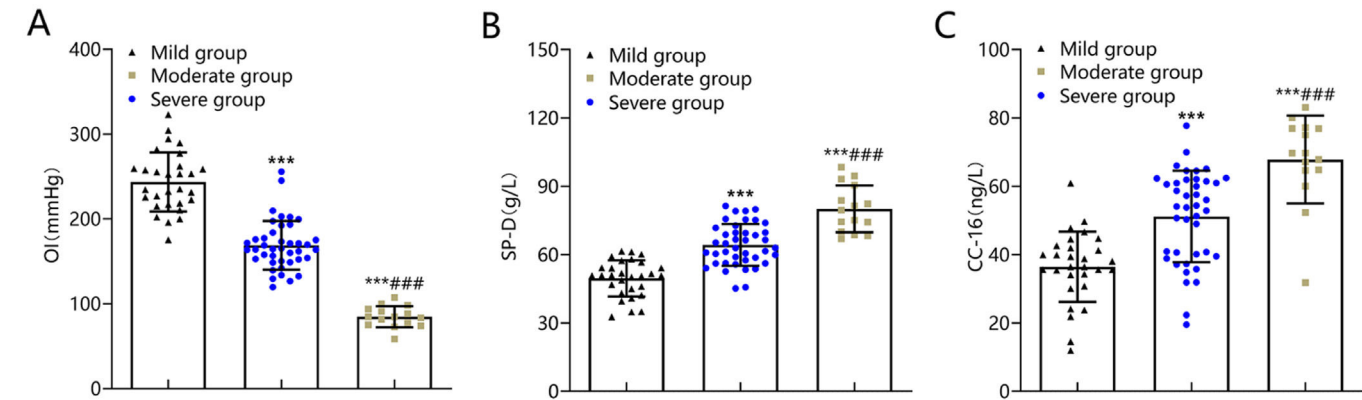 A
OI(mmHg)
400
300
200
100
0
Mild group
Moderate group
Severe group
***
***###
B
SP-D(g/L)
150
120
90
60
30
0
Mild group
Moderate group
Severe group
***
***###
C
CC-16(ng/L)
100
80
60
40
20
0
Mild group
Moderate group
Severe group
***
***###